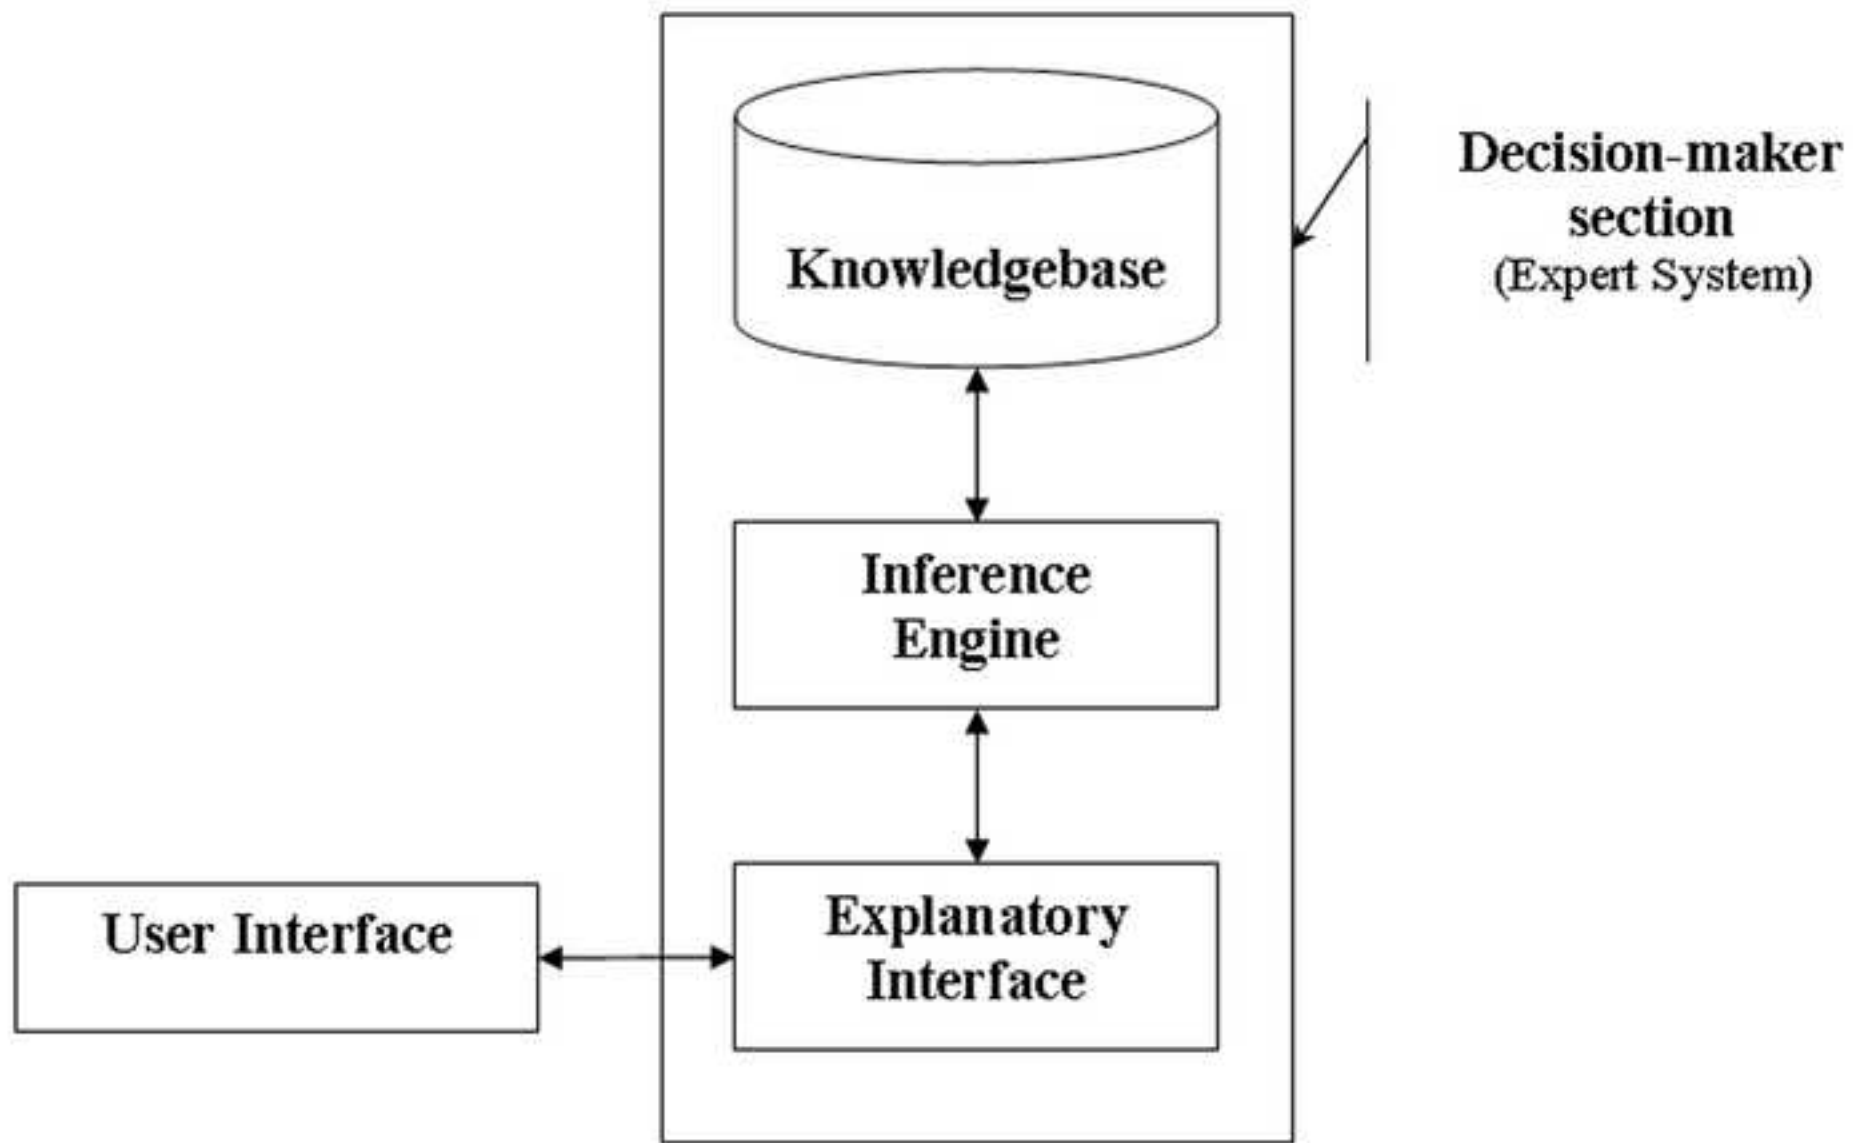 Decision-maker
section
(Expert System)
Knowledgebase
Inference
Engine
Explanatory
Interface
User Interface